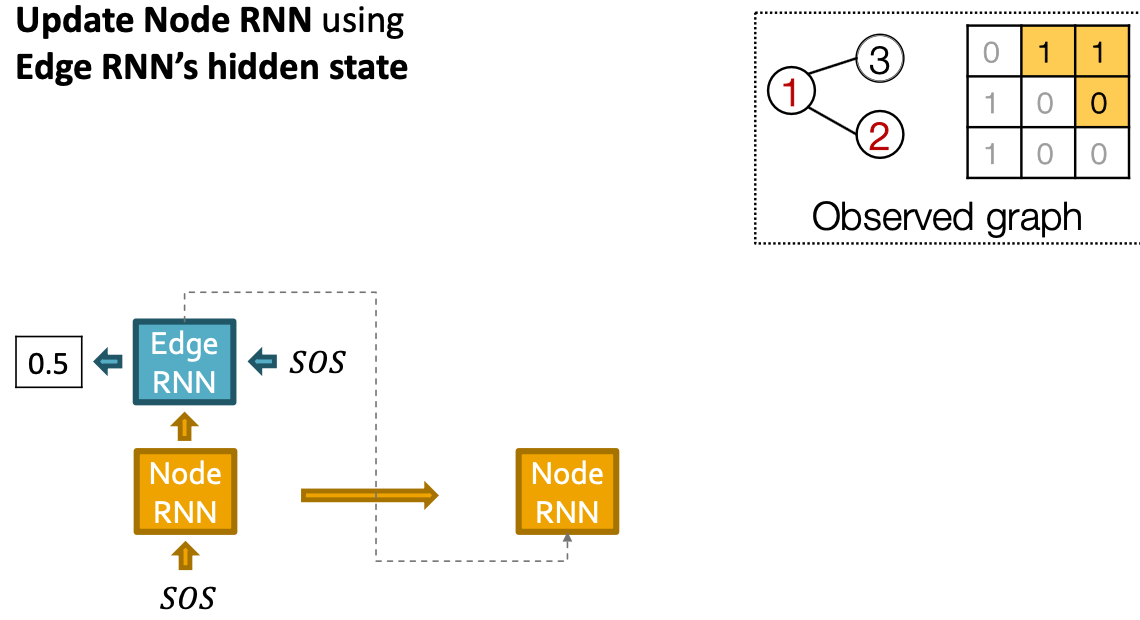 Update Node RNN using
Edge RNN's hidden state
1
3
2
0 1 1
1 0 0
1 0 0
Observed graph
0.5
Edge
RNN
SOS
Node
RNN
SOS
Node
RNN